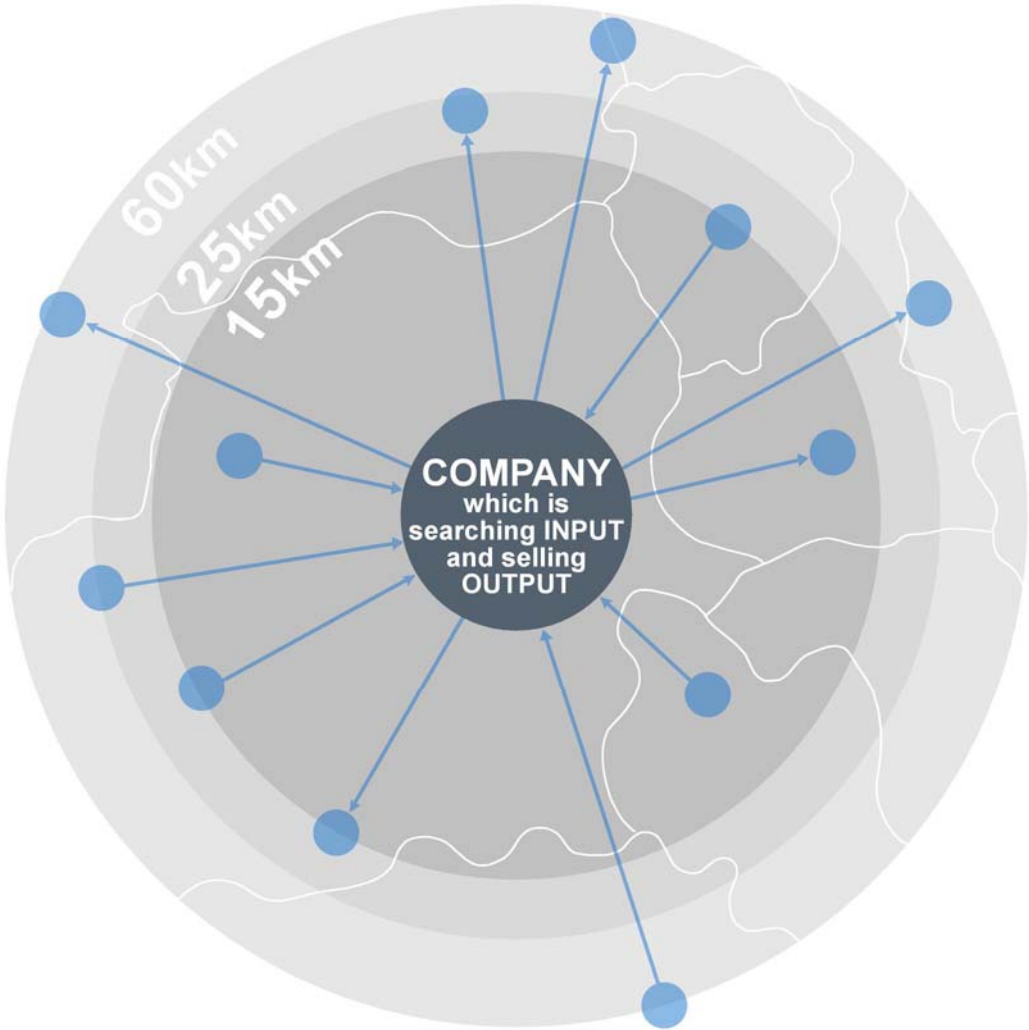 60km
25km
15km
COMPANY
which is
searching INPUT
and selling
OUTPUT